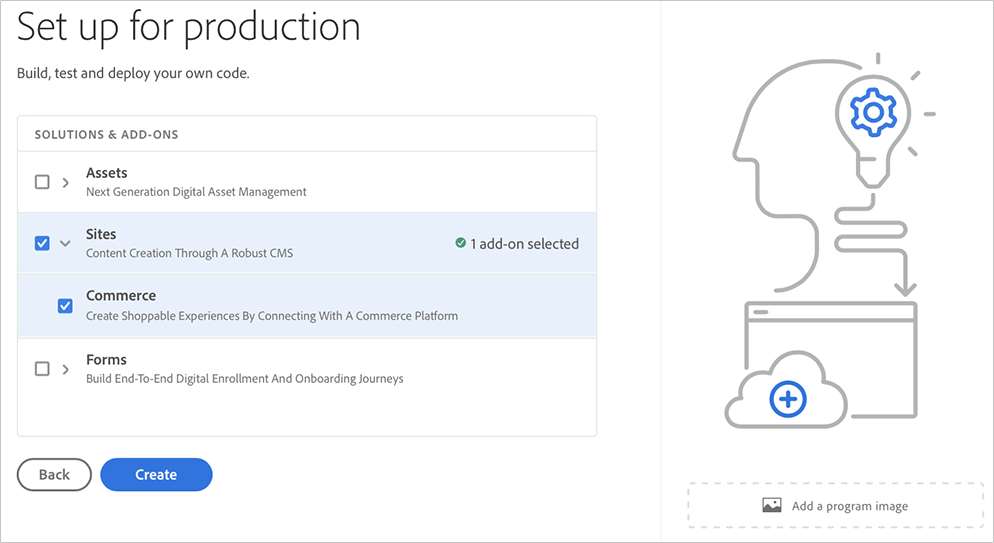 Set up for production
Build, test and deploy your own code.
SOLUTIONS & ADD-ONS
Assets
Next Generation Digital Asset Management
Sites
Content Creation Through A Robust CMS
1 add-on selected
Commerce
Create Shoppable Experiences By Connecting With A Commerce Platform
Forms
Build End-To-End Digital Enrollment And Onboarding Journeys
Back
Create
Add a program image